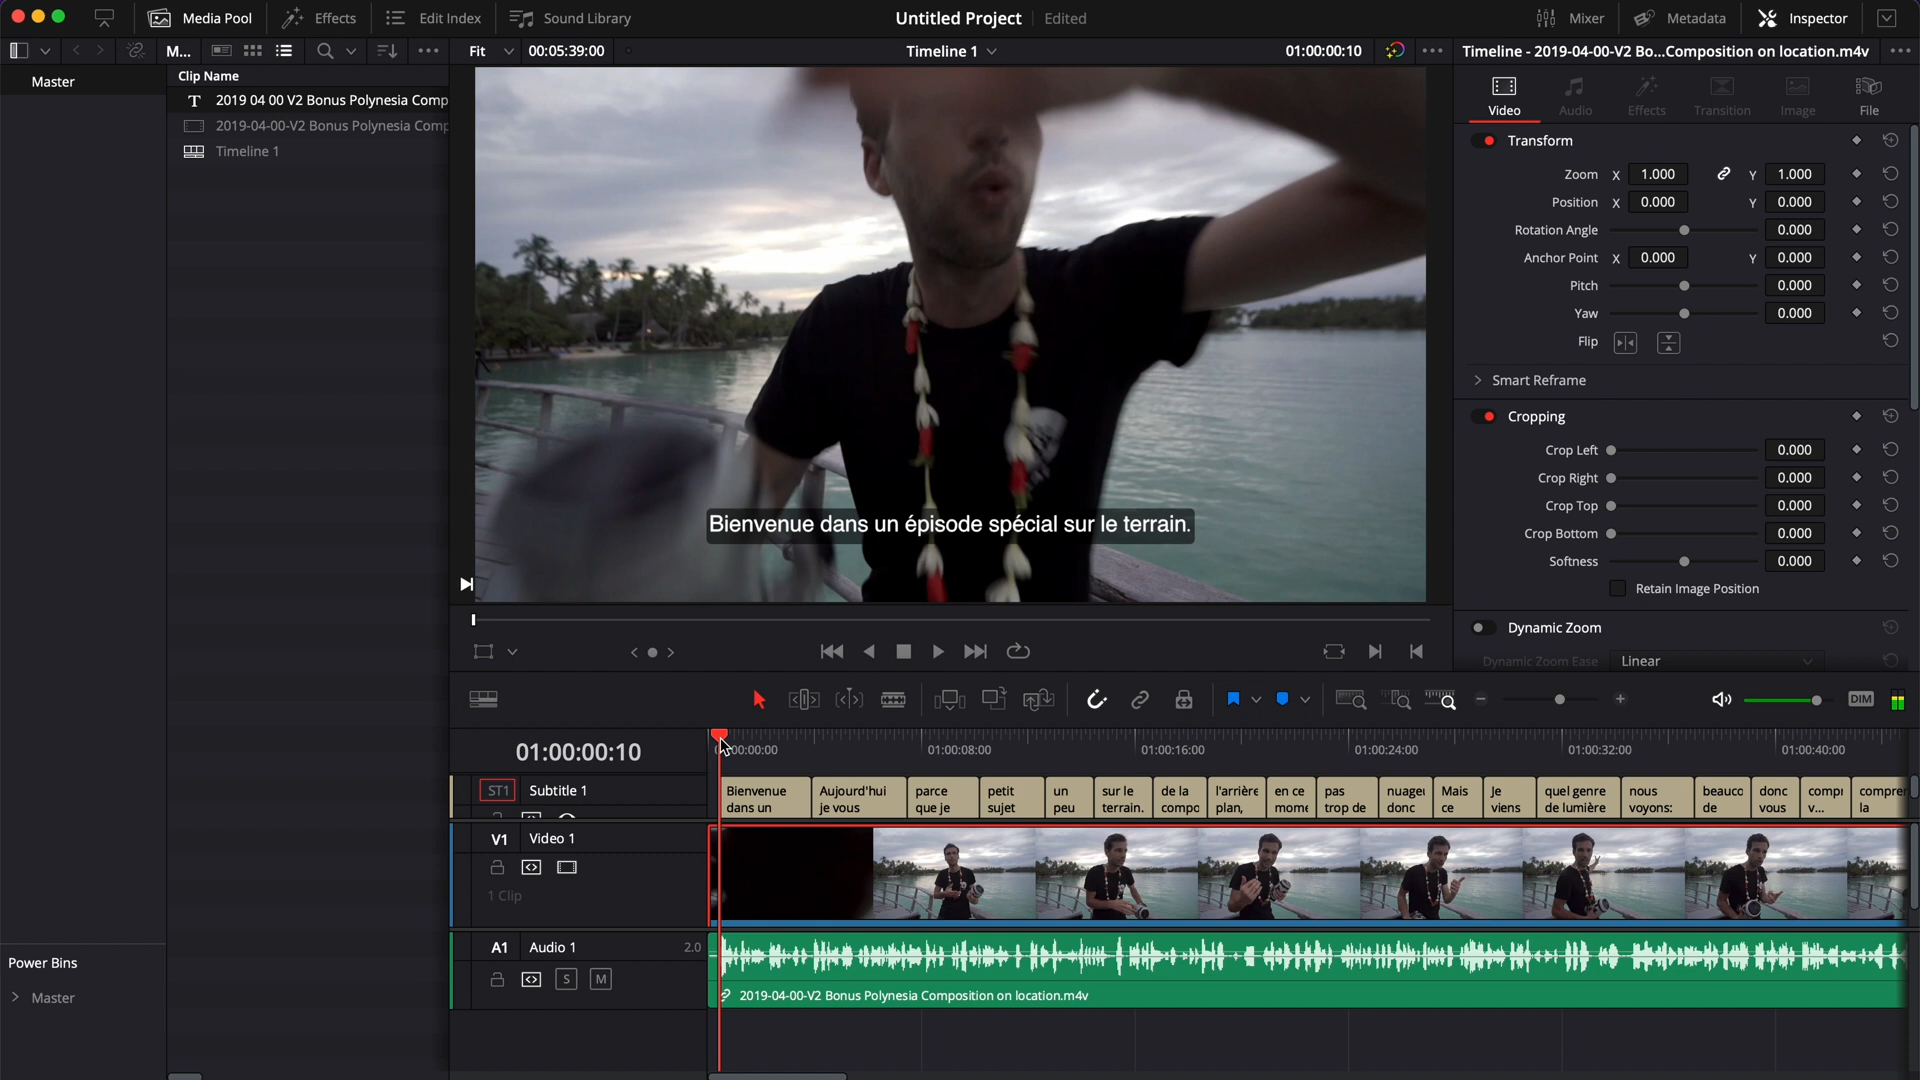 Media Pool
Effects
Edit Index
Sound Library
Untitled Project
Edited
Mixer
Metadata
Inspector
M...
Fit
00:05:39:00
Timeline 1
01:00:00:10
Timeline - 2019-04-00-V2 Bo...Composition on location.m4v
Master
Clip Name
T 2019 04 00 V2 Bonus Polynesia Comp
2019-04-00-V2 Bonus Polynesia Comp
Timeline 1
Bienvenue dans un épisode spécial sur le terrain.
Video
Audio
Effects
Transition
Image
File
Transform
Zoom X 1.000 Y 1.000
Position X 0.000 Y 0.000
Rotation Angle 0.000
Anchor Point X 0.000 Y 0.000
Pitch 0.000
Yaw 0.000
Flip
Smart Reframe
Cropping
Crop Left 0.000
Crop Right 0.000
Crop Top 0.000
Crop Bottom 0.000
Softness 0.000
Retain Image Position
Dynamic Zoom
Dynamic Zoom Ease Linear
DIM
01:00:00:10
00:00:00
01:00:08:00
01:00:16:00
01:00:24:00
01:00:32:00
01:00:40:00
ST1 Subtitle 1
Bienvenue
dans un
Aujourd'hui
je vous
parce
que je
petit
sujet
un
peu
sur le
terrain.
de la
compo
l'arrière
plan,
en ce
mome
pas
trop de
nuage
donc
Mais
ce
Je
viens
quel genre
de lumière
nous
voyons:
beauco
de
donc
vous
compr
v...
compre
la
V1 Video 1
1 Clip
A1 Audio 1 2.0
S M
2019-04-00-V2 Bonus Polynesia Composition on location.m4v
Power Bins
Master